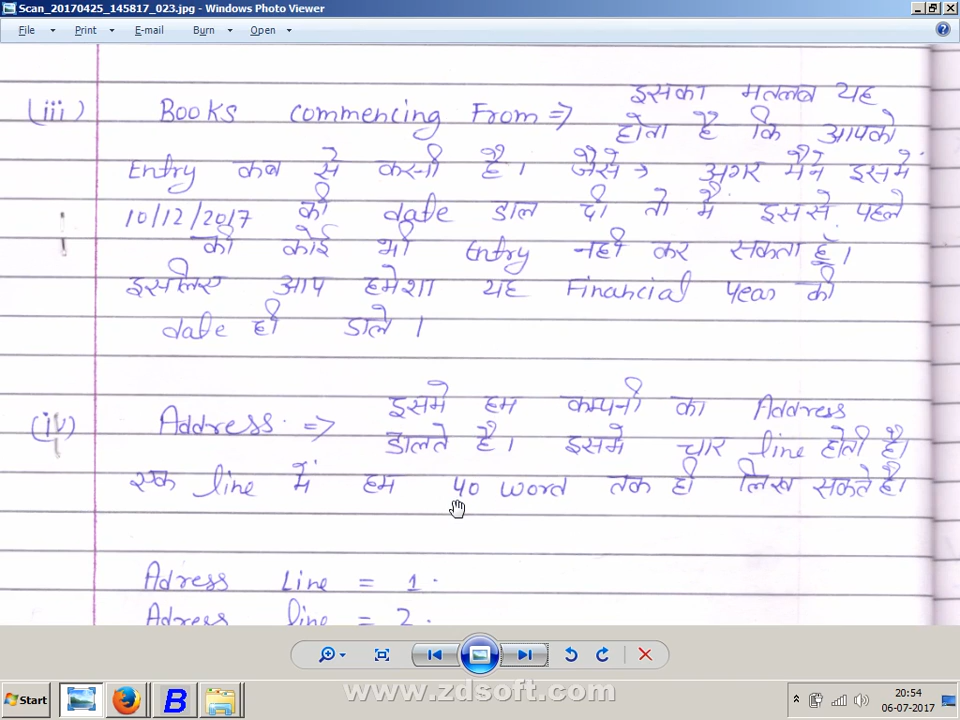 Scan_20170425_145817_023.jpg - Windows Photo Viewer
File Print E-mail Burn Open
(iii) Books commencing From => इसका मतलब यह
होता है कि आपको
Entry कब से करनी है। जैसे → अगर मैने इसमें
10/12/2017 की date डाल दी तो मैं इससे पहले
की कोई भी Entry नही कर सकता हूँ।
इसलिए आप हमेशा यह Financial year की
date ही डाले।
(iv) Address => इसमे हम कम्पनी का Address
डालते है। इसमे चार line होती है।
एक line में हम 40 word तक ही लिख सकते है।
Adress Line = 1.
Adress line = 2.
www.zdsoft.com
Start
20:54
06-07-2017